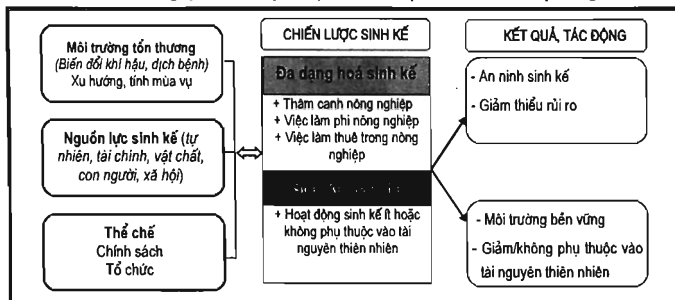 Môi trường tổn thương
(Biến đổi khí hậu, dịch bệnh)
Xu hướng, tính mùa vụ
Nguồn lực sinh kế (tự
nhiên, tài chính, vật chất,
con người, xã hội)
Thể chế
Chính sách
Tổ chức
CHIẾN LƯỢC SINH KẾ
Đa dạng hoá sinh kế
+ Thâm canh nông nghiệp
+ Việc làm phi nông nghiệp
+ Việc làm thuê trong nông
nghiệp
+ Hoạt động sinh kế ít hoặc
không phụ thuộc vào tài
nguyên thiên nhiên
KẾT QUẢ, TÁC ĐỘNG
- An ninh sinh kế
- Giảm thiểu rủi ro
- Môi trường bền vững
- Giảm/không phụ thuộc vào
tài nguyên thiên nhiên